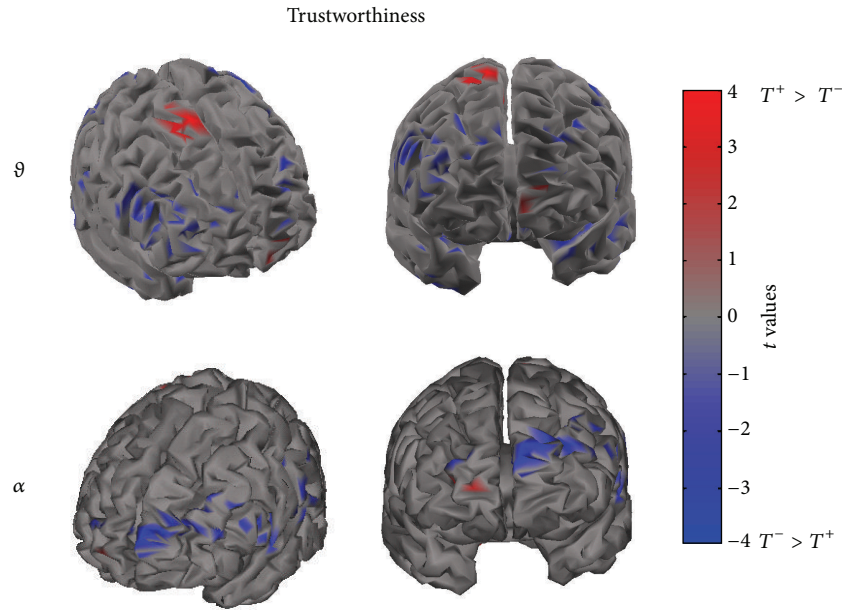 Trustworthiness
ϑ
α
4 T⁺ > T⁻
3
2
1
0
−1
−2
−3
−4 T⁻ > T⁺
t values